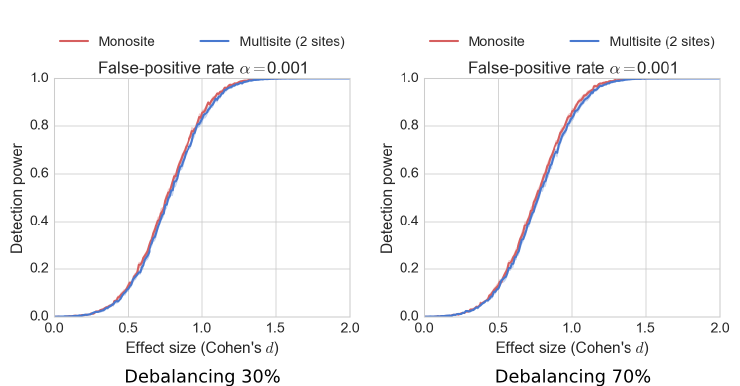 Monosite Multisite (2 sites)
False-positive rate α=0.001
1.0
0.8
0.6
0.4
0.2
0.0
Detection power
0.0 0.5 1.0 1.5 2.0
Effect size (Cohen's d)
Debalancing 30%
Monosite Multisite (2 sites)
False-positive rate α=0.001
1.0
0.8
0.6
0.4
0.2
0.0
Detection power
0.0 0.5 1.0 1.5 2.0
Effect size (Cohen's d)
Debalancing 70%